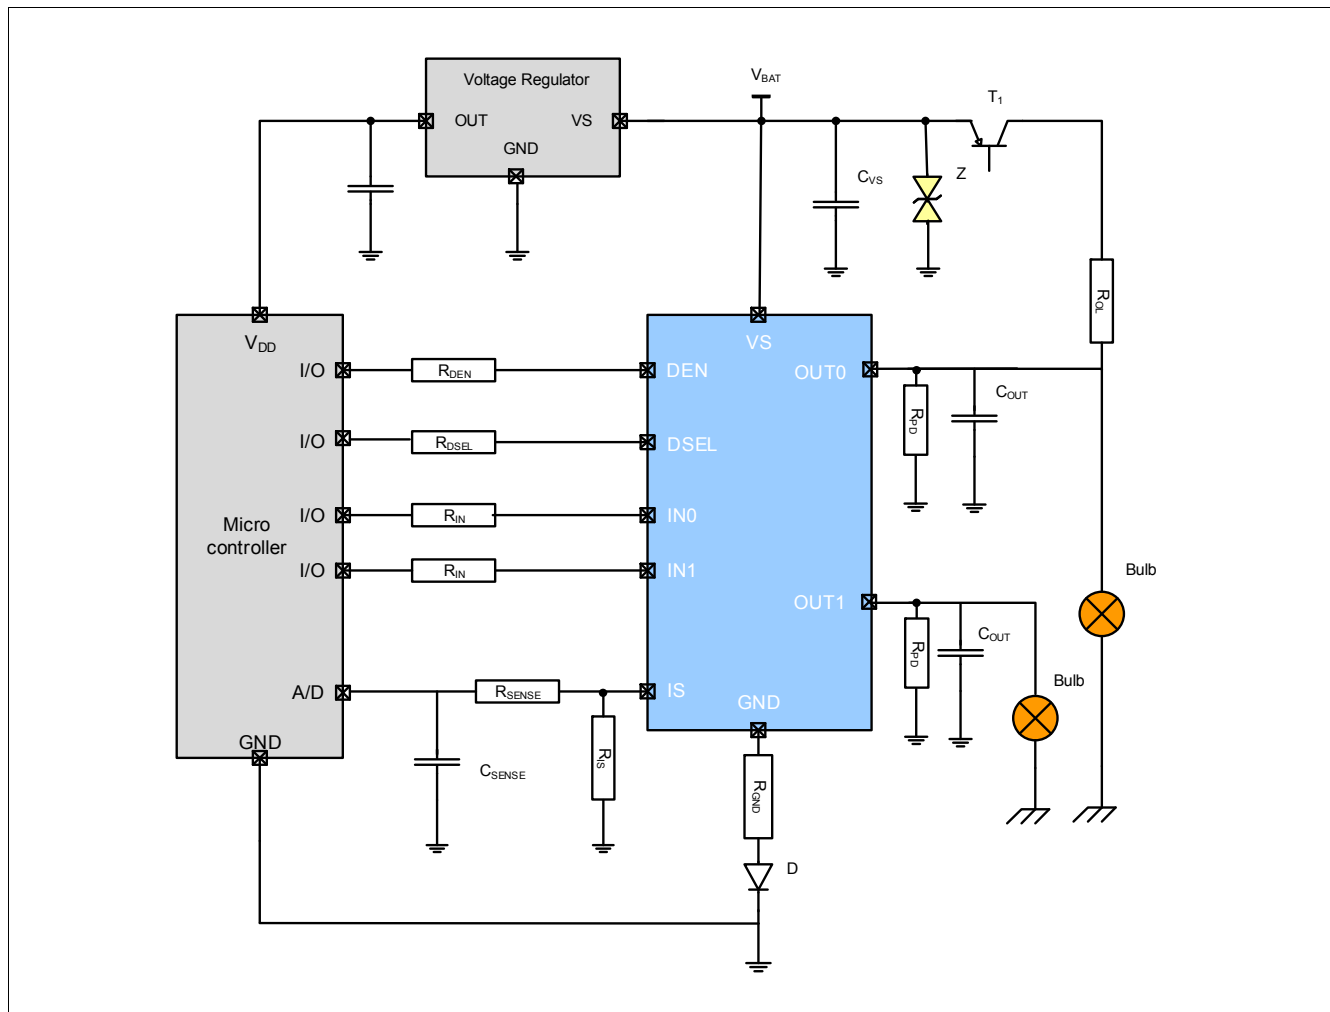 Voltage Regulator
OUT
VS
GND
VBAT
T1
CVS
Z
ROL
VDD
I/O
RDEN
DEN
VS
OUT0
RPD
COUT
I/O
RDSEL
DSEL
I/O
RIN
IN0
Micro
controller
I/O
RIN
IN1
OUT1
Bulb
RPD
COUT
Bulb
A/D
RSENSE
IS
GND
GND
CSENSE
RIS
RGND
D